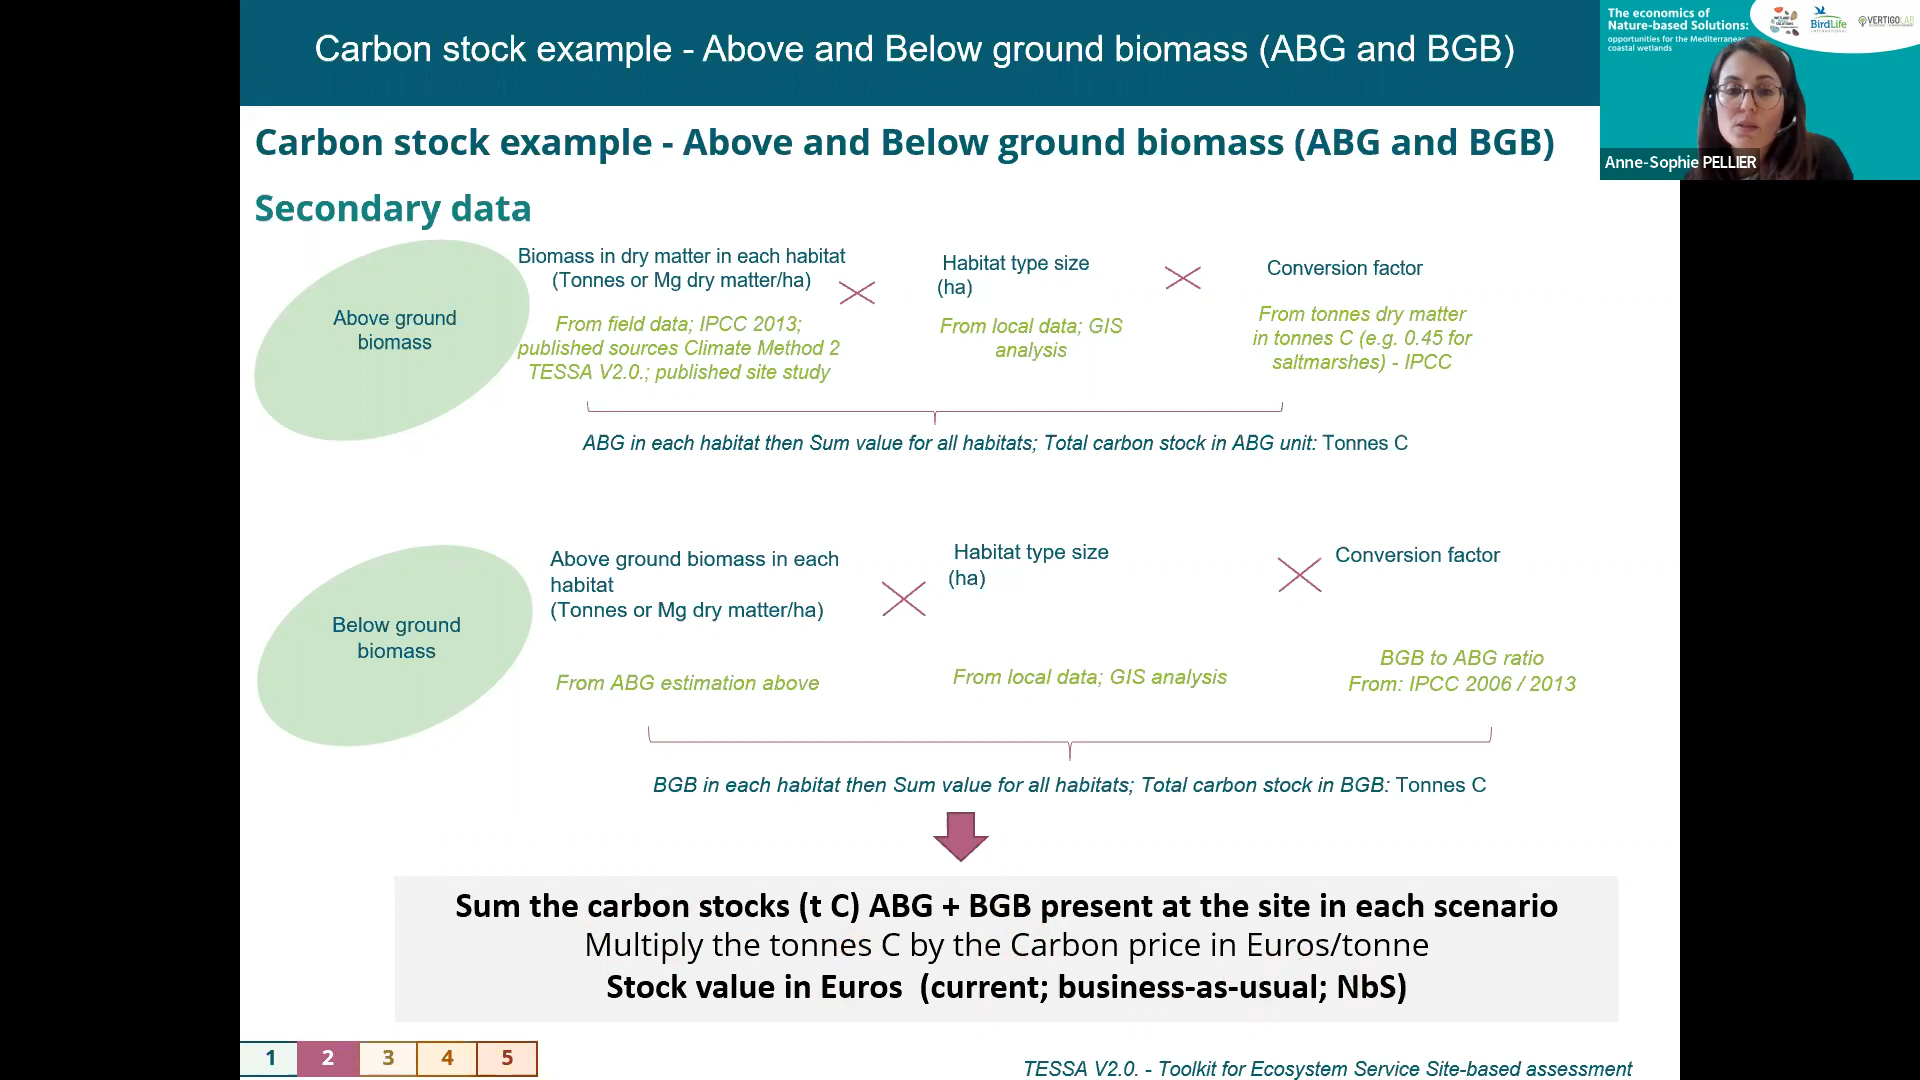 Carbon stock example - Above and Below ground biomass (ABG and BGB)
The economics of
Nature-based Solutions:
opportunities for the Mediterranean
coastal wetlands
BirdLife
INTERNATIONAL
VERTIGOLAB
Anne-Sophie PELLIER
Carbon stock example - Above and Below ground biomass (ABG and BGB)
Secondary data
Above ground
biomass
Biomass in dry matter in each habitat
(Tonnes or Mg dry matter/ha)
From field data; IPCC 2013;
published sources Climate Method 2
TESSA V2.0.; published site study
Habitat type size
(ha)
From local data; GIS
analysis
Conversion factor
From tonnes dry matter
in tonnes C (e.g. 0.45 for
saltmarshes) - IPCC
ABG in each habitat then Sum value for all habitats; Total carbon stock in ABG unit: Tonnes C
Below ground
biomass
Above ground biomass in each
habitat
(Tonnes or Mg dry matter/ha)
From ABG estimation above
Habitat type size
(ha)
From local data; GIS analysis
Conversion factor
BGB to ABG ratio
From: IPCC 2006 / 2013
BGB in each habitat then Sum value for all habitats; Total carbon stock in BGB: Tonnes C
Sum the carbon stocks (t C) ABG + BGB present at the site in each scenario
Multiply the tonnes C by the Carbon price in Euros/tonne
Stock value in Euros (current; business-as-usual; NbS)
1 2 3 4 5
TESSA V2.0. - Toolkit for Ecosystem Service Site-based assessment